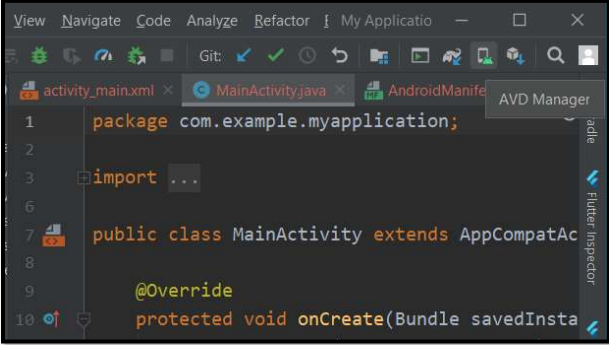 View Navigate Code Analyze Refactor My Applicatio
Git:
activity_main.xml MainActivity.java AndroidManife
AVD Manager
1 package com.example.myapplication;
2
3 import ...
6
7 public class MainActivity extends AppCompatAc
8
9 @Override
10 protected void onCreate(Bundle savedInsta
adle
Flutter Inspector